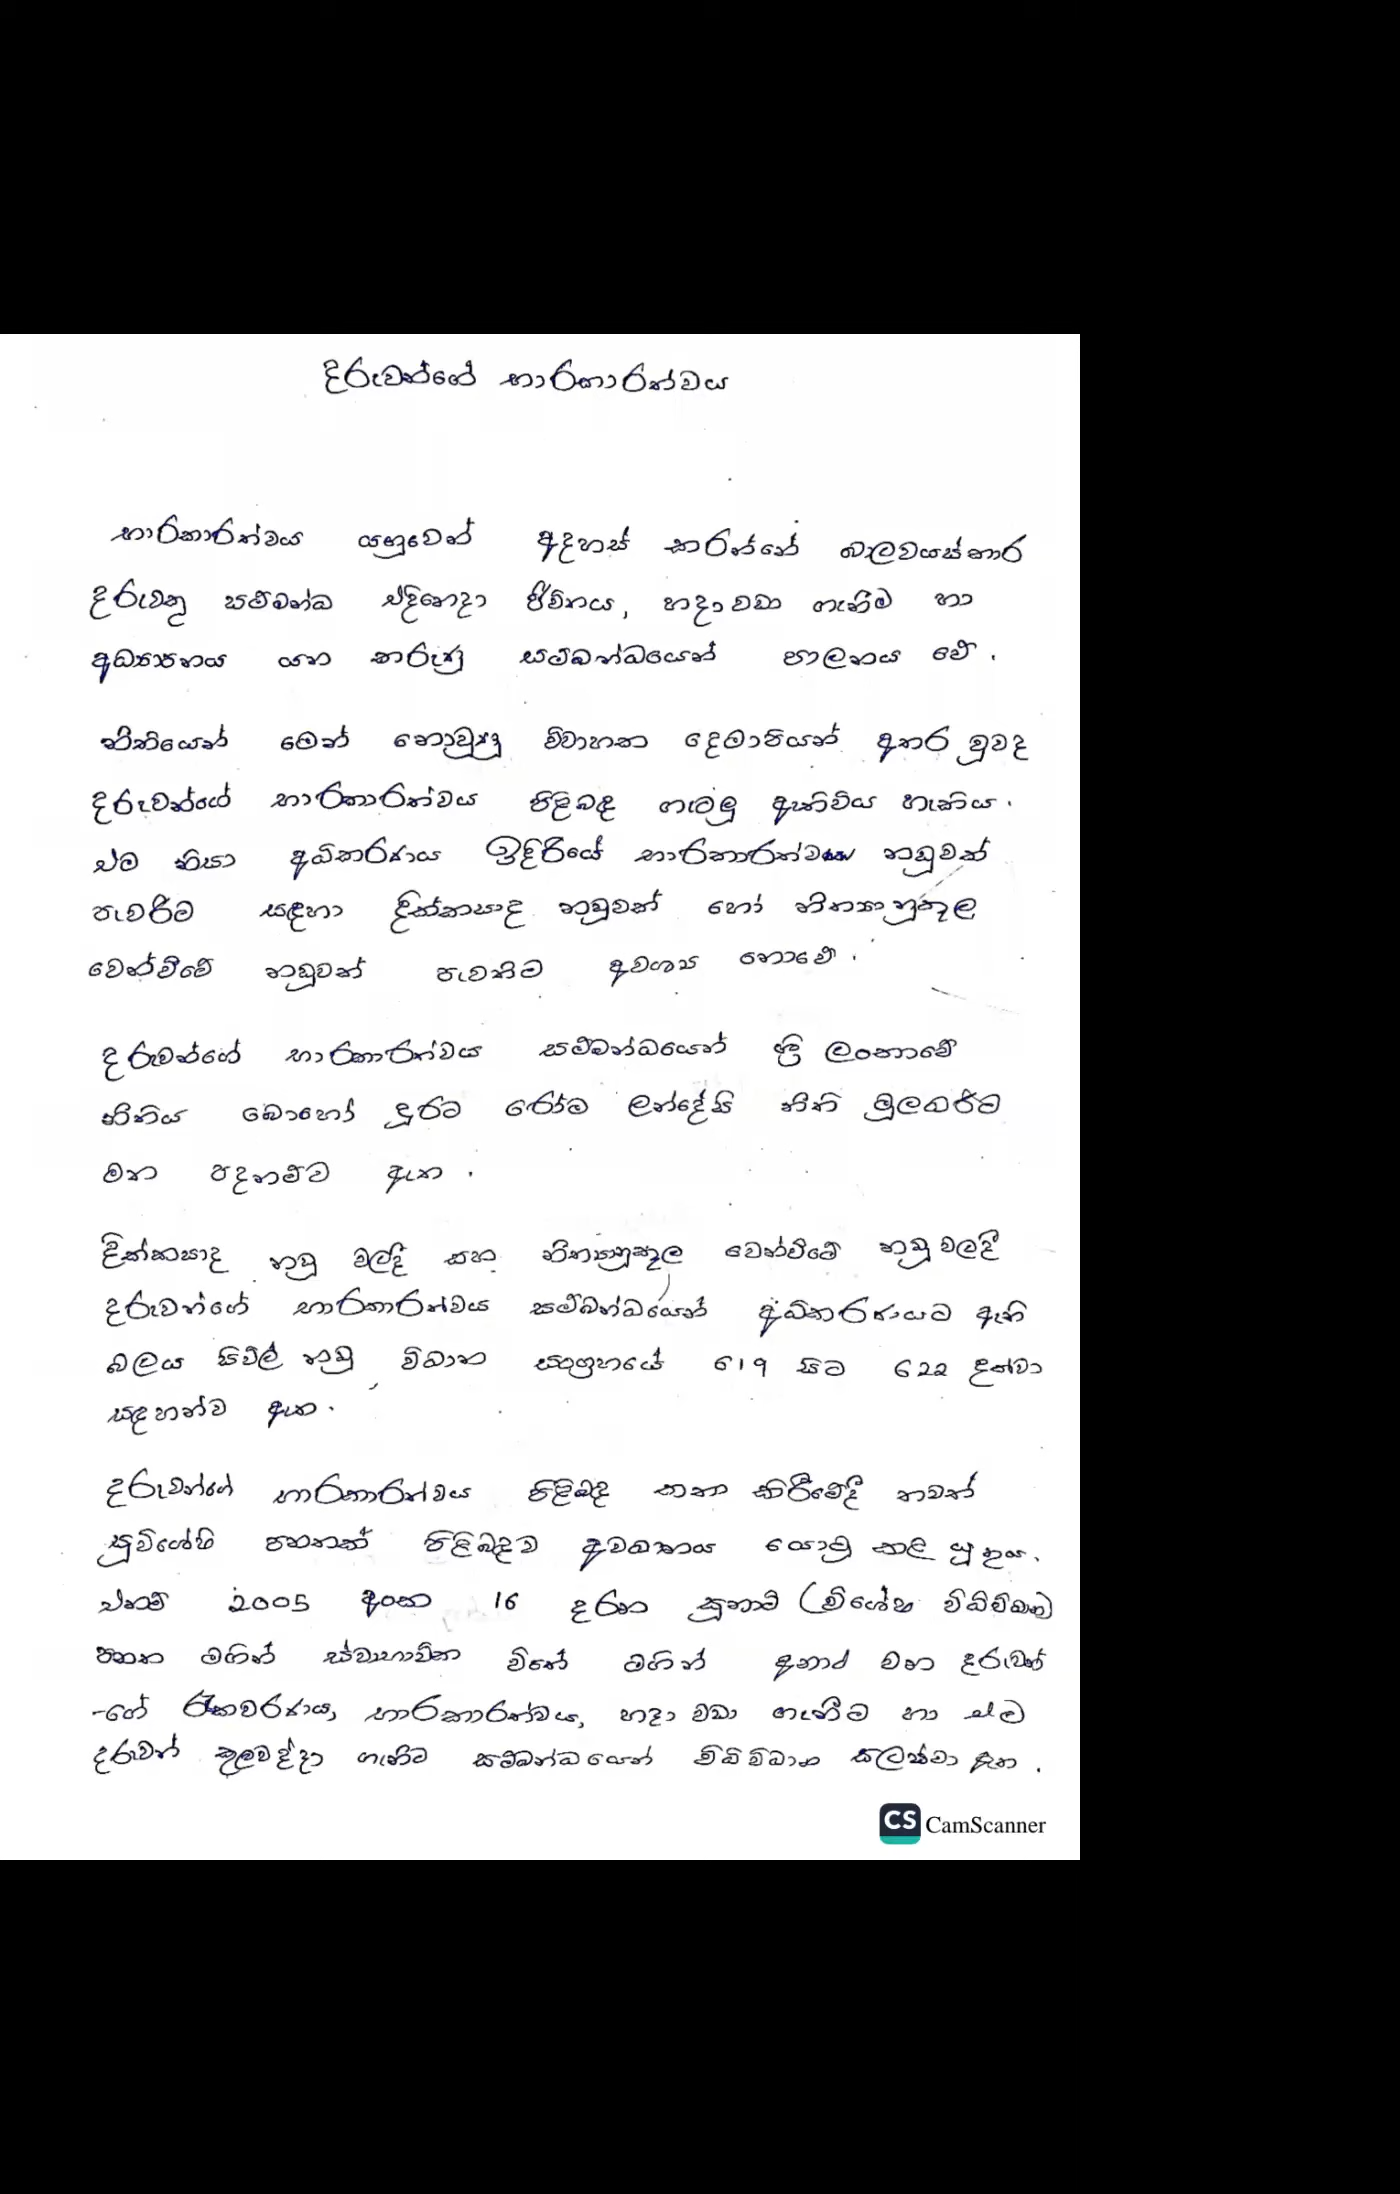 දරුවන්ගේ භාරකාරත්වය
භාරකාරත්වය යනුවෙන් අදහස් කරන්නේ බාලවයස්කාර
දරුවකු සම්බන්ධ එදිනෙදා ජීවිතය, හදා වඩා ගැනීම හා
අධ්‍යාපනය යන කරුණු සම්බන්ධයෙන් පාලනය වේ.
නීතියෙන් වෙන් නොවූ විවාහක දෙමාපියන් අතර වුවද
දරුවන්ගේ භාරකාරත්වය පිළිබඳ ගැටලු ඇතිවිය හැකිය.
එම නිසා අධිකරණය ඉදිරියේ භාරකාරත්ව නඩුවක්
පැවරීම සඳහා දික්කසාද නඩුවක් හෝ නීත්‍යානුකූල
වෙන්වීමේ නඩුවක් පැවතීම අවශ්‍ය නොවේ.
දරුවන්ගේ භාරකාරත්වය සම්බන්ධයෙන් ශ්‍රී ලංකාවේ
නීතිය බොහෝ දුරට රෝම ලන්දේසි නීති මූලධර්ම
මත පදනම්ව ඇත.
දික්කසාද නඩු වලදී සහ නීත්‍යානුකූල වෙන්වීමේ නඩු වලදී
දරුවන්ගේ භාරකාරත්වය සම්බන්ධයෙන් අධිකරණයට ඇති
බලය සිවිල් නඩු විධාන සංග්‍රහයේ 619 සිට 622 දක්වා
සඳහන්ව ඇත.
දරුවන්ගේ භාරකාරත්වය පිළිබඳ කතා කිරීමේදී තවත්
සුවිශේෂී පනතක් පිළිබඳව අවධානය යොමු කළ යුතුය.
එනම් 2005 අංක 16 දරන සුනාමි (විශේෂ විධිවිධාන)
පනත මගින් ස්වාභාවික විපත් මගින් අනාථ වන දරුවන්
-ගේ රැකවරණය, භාරකාරත්වය, හදා වඩා ගැනීම හා එම
දරුවන් කුලවද්දා ගැනීම සම්බන්ධයෙන් විධිවිධාන සලස්වා ඇත.
CS CamScanner